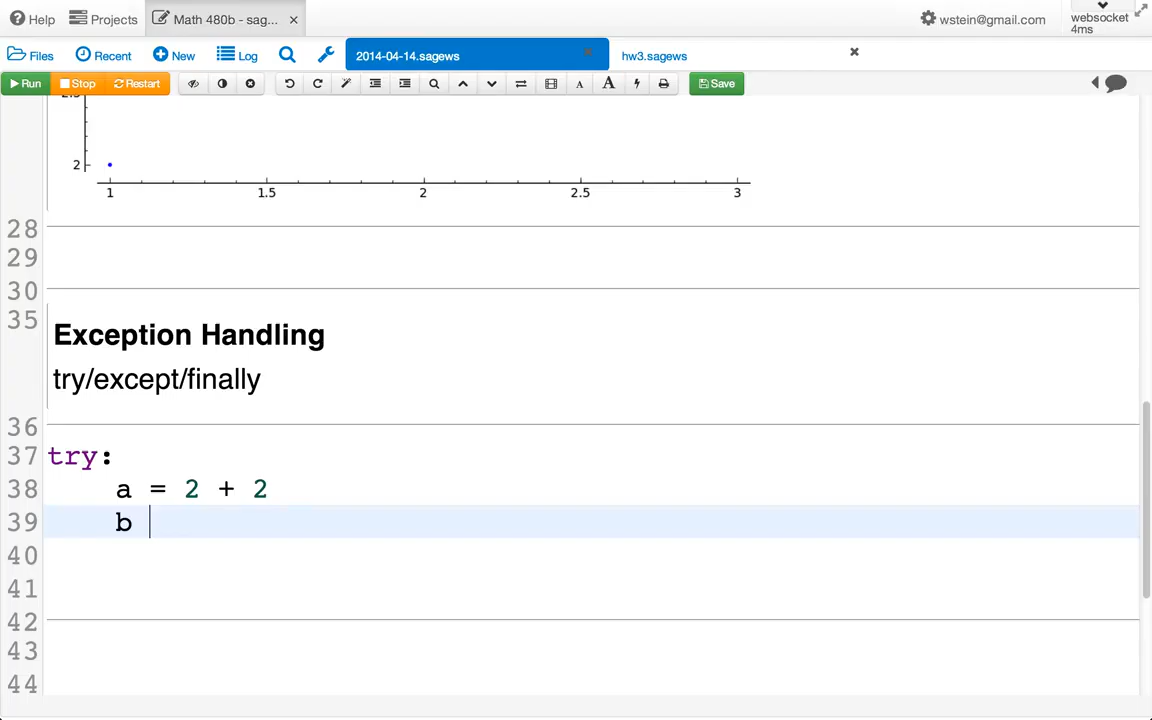 Help Projects Math 480b - sag... wstein@gmail.com websocket
4ms
Files Recent New Log 2014-04-14.sagews hw3.sagews
Run Stop Restart A A Save
2
1 1.5 2 2.5 3
28
29
30
35 Exception Handling
try/except/finally
36
37 try:
38 a = 2 + 2
39 b
40
41
42
43
44